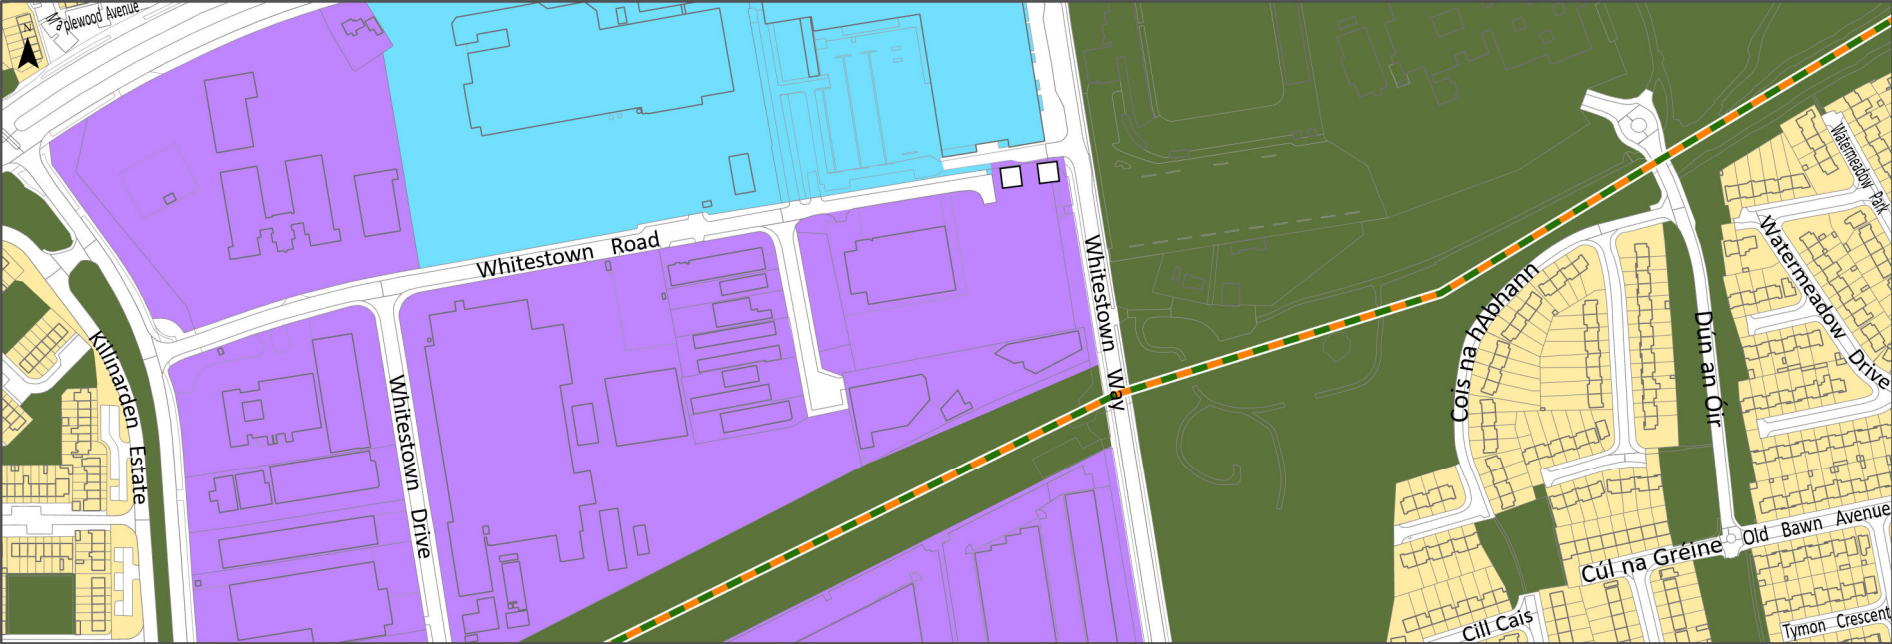 Maplewood Avenue
N
Whitestown Road
Killinarden Estate
Whitestown Drive
Whitestown Way
Cois na hAbhann
Dún an Óir
Watermeadow Park
Watermeadow Drive
Old Bawn Avenue
Cúl na Gréine
Cill Cais
Tymon Crescent